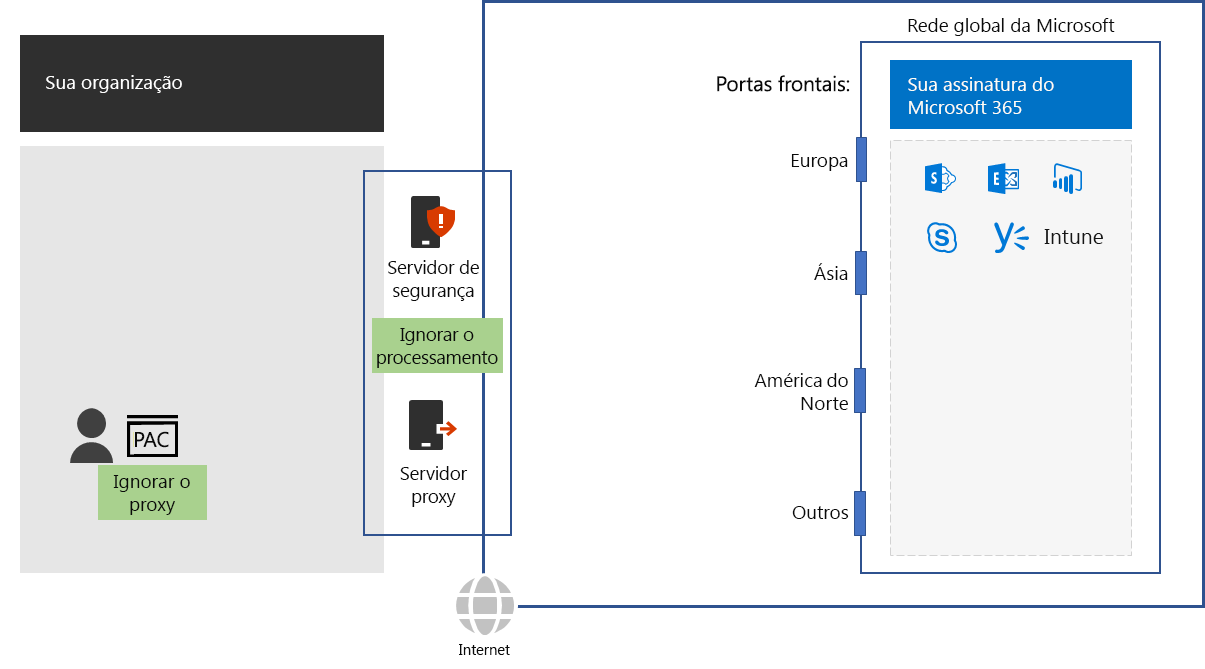 Rede global da Microsoft
Sua organização
Portas frontais:
Sua assinatura do
Microsoft 365
Europa
S
E
S
Intune
Servidor de
segurança
Ásia
Ignorar o
processamento
América do
Norte
PAC
Ignorar o
proxy
Servidor
proxy
Outros
Internet